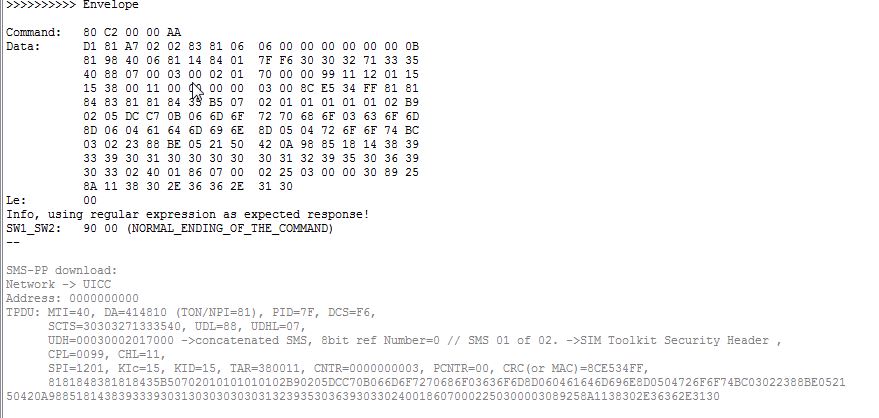 >>>>>>>>>> Envelope
Command: 80 C2 00 00 AA
Data: D1 81 A7 02 02 83 81 06 06 00 00 00 00 00 00 0B
81 98 40 06 81 14 84 01 7F F6 30 30 32 71 33 35
40 88 07 00 03 00 02 01 70 00 00 99 11 12 01 15
15 38 00 11 00 00 00 00 03 00 8C E5 34 FF 81 81
84 83 81 81 84 35 B5 07 02 01 01 01 01 01 02 B9
02 05 DC C7 0B 06 6D 6F 72 70 68 6F 03 63 6F 6D
8D 06 04 61 64 6D 69 6E 8D 05 04 72 6F 6F 74 BC
03 02 23 88 BE 05 21 50 42 0A 98 85 18 14 38 39
33 39 30 31 30 30 30 30 30 31 32 39 35 30 36 39
30 33 02 40 01 86 07 00 02 25 03 00 00 30 89 25
8A 11 38 30 2E 36 36 2E 31 30
Le: 00
Info, using regular expression as expected response!
SW1_SW2: 90 00 (NORMAL_ENDING_OF_THE_COMMAND)
--
SMS-PP download:
Network -> UICC
Address: 0000000000
TPDU: MTI=40, DA=414810 (TON/NPI=81), PID=7F, DCS=F6,
SCTS=30303271333540, UDL=88, UDHL=07,
UDH=00030002017000 ->concatenated SMS, 8bit ref Number=0 // SMS 01 of 02. ->SIM Toolkit Security Header ,
CPL=0099, CHL=11,
SPI=1201, KIc=15, KID=15, TAR=380011, CNTR=0000000003, PCNTR=00, CRC(or MAC)=8CE534FF,
8181848381818435B50702010101010102B90205DCC70B066D6F7270686F03636F6D8D060461646D696E8D0504726F6F74BC03022388BE0521
50420A98851814383933393031303030303031323935303639303302400186070002250300003089258A1138302E36362E3130